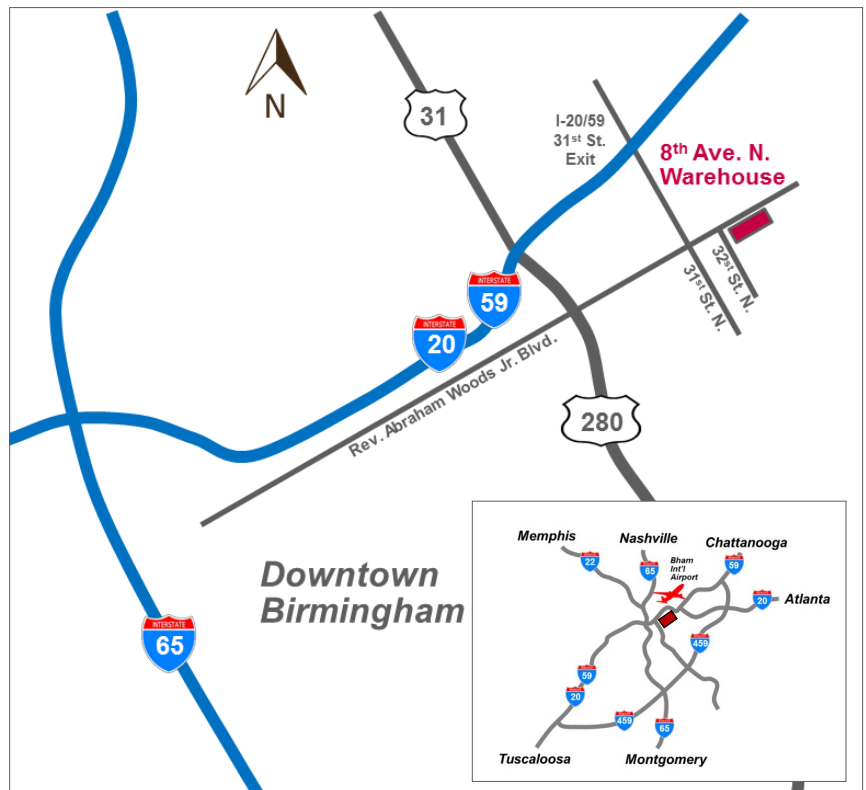 N
31
I-20/59
31st St.
Exit
8th Ave. N.
Warehouse
32st St. N.
31st St. N.
INTERSTATE
59
INTERSTATE
20
Rev. Abraham Woods Jr. Blvd.
280
Downtown
Birmingham
INTERSTATE
65
Memphis
Nashville
Chattanooga
Bham
Int'l
Airport
22
65
59
20
Atlanta
459
59
20
459
65
Tuscaloosa
Montgomery